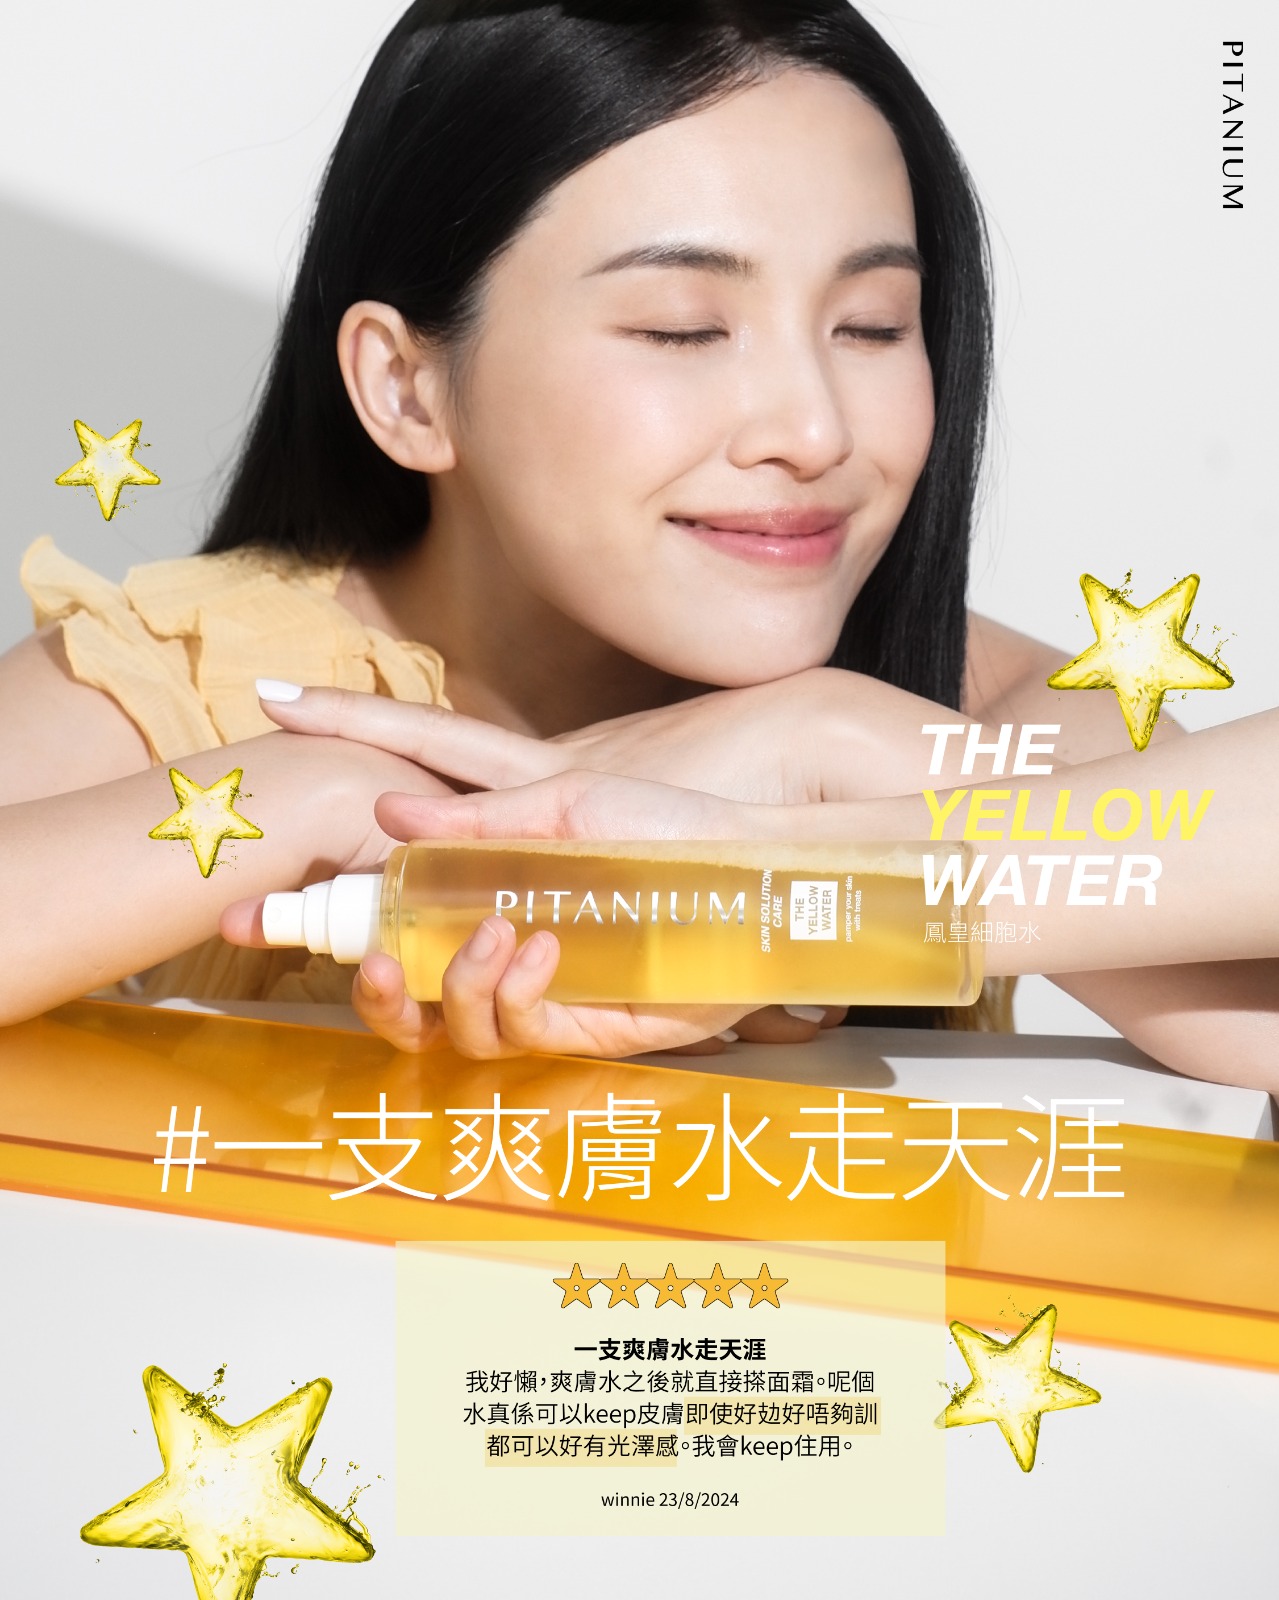 PITANIUM
THE
YELLOW
WATER
鳳皇細胞水
PITANIUM
SKIN SOLUTION
CARE
THE
YELLOW
WATER
pamper your skin
with treats
#一支爽膚水走天涯
一支爽膚水走天涯
我好懶，爽膚水之後就直接搽面霜。呢個
水真係可以keep皮膚即使好攰好唔夠訓
都可以好有光澤感。我會keep住用。
winnie 23/8/2024